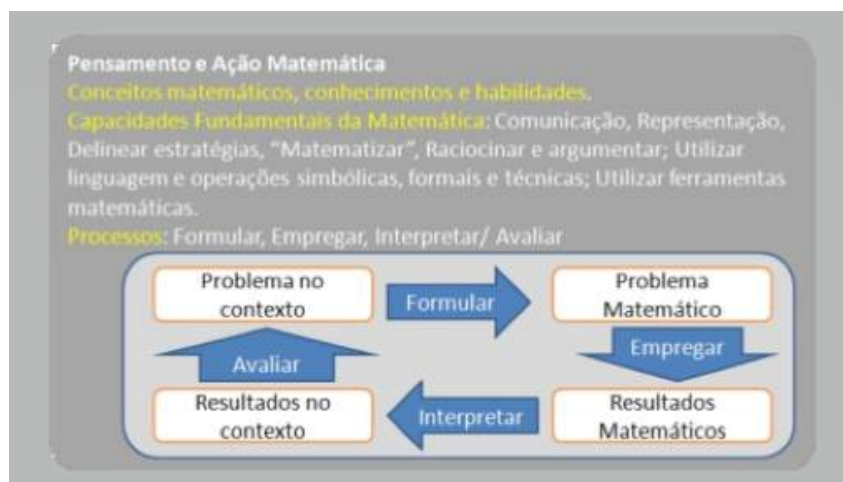 Pensamento e Ação Matemática
Conceitos matemáticos, conhecimentos e habilidades.
Capacidades Fundamentais da Matemática: Comunicação, Representação,
Delinear estratégias, "Matematizar", Raciocinar e argumentar; Utilizar
linguagem e operações simbólicas, formais e técnicas; Utilizar ferramentas
matemáticas.
Processos: Formular, Empregar, Interpretar/ Avaliar
Problema no
contexto
Formular
Problema
Matemático
Avaliar
Empregar
Resultados no
contexto
Interpretar
Resultados
Matemáticos